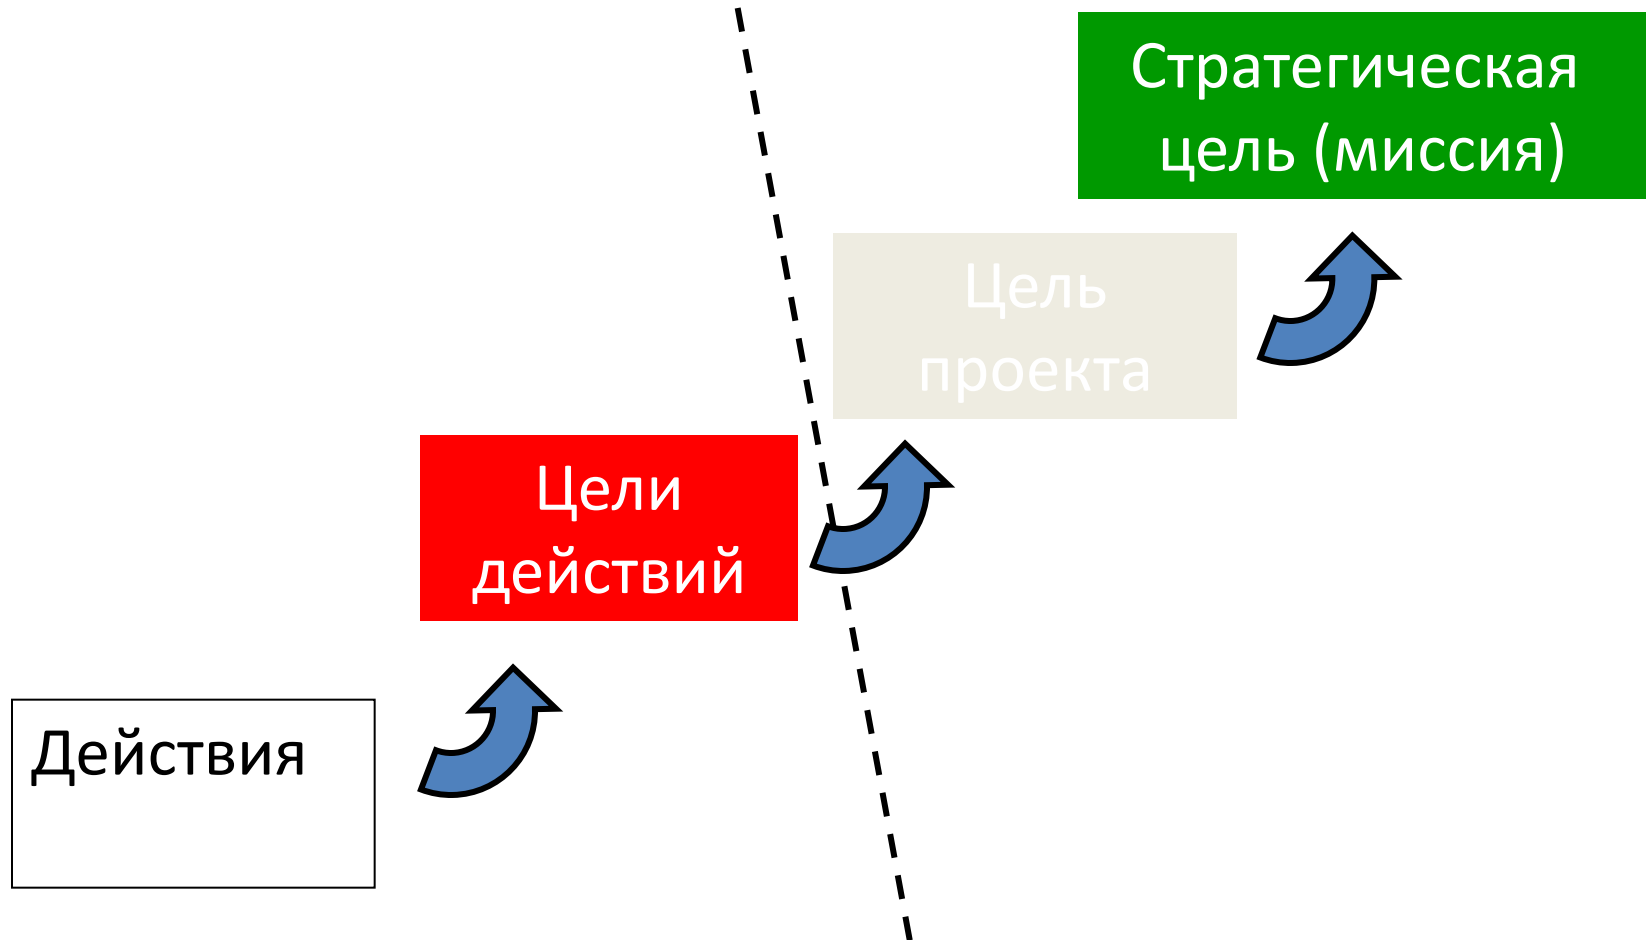 Стратегическая
цель (миссия)
Цель
проекта
Цели
действий
Действия